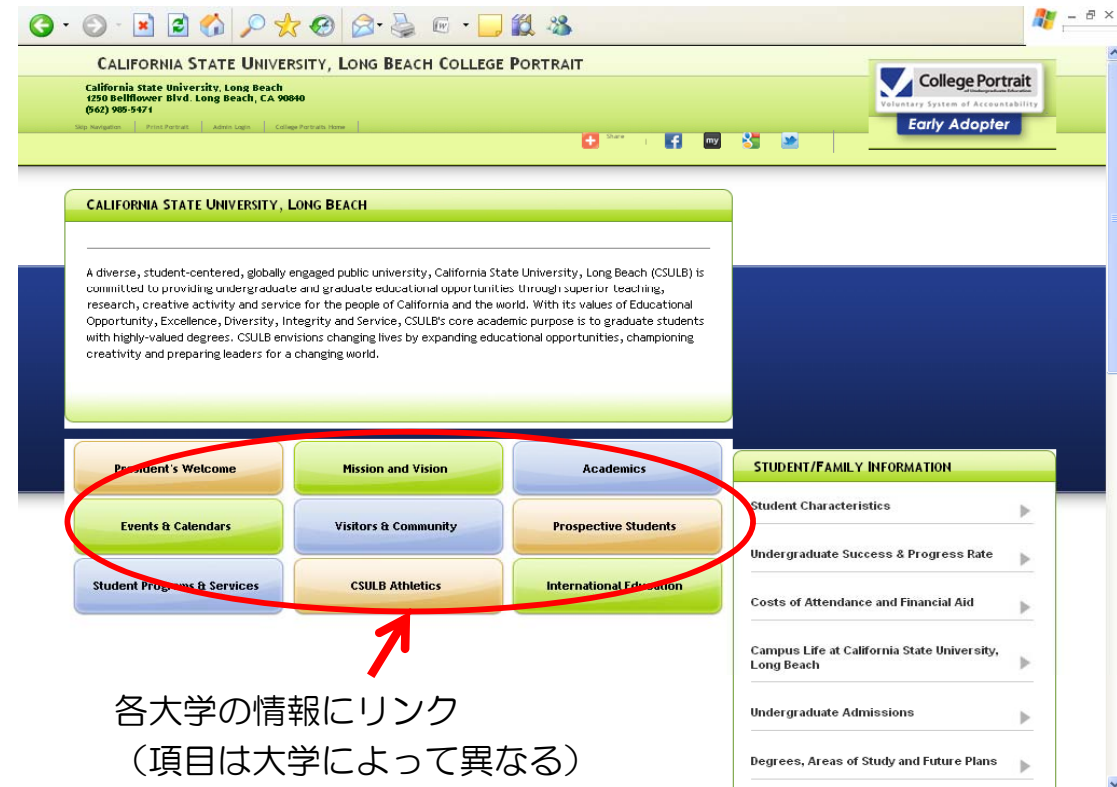 CALIFORNIA STATE UNIVERSITY, LONG BEACH COLLEGE PORTRAIT
California State University, Long Beach
1250 Bellflower Blvd. Long Beach, CA 90840
(562) 985-5471
Skip Navigation | Print Portrait | Admin Login | College Portraits Home |
Share
my
College Portrait
of Undergraduate Education
Voluntary System of Accountability
Early Adopter
CALIFORNIA STATE UNIVERSITY, LONG BEACH
A diverse, student-centered, globally engaged public university, California State University, Long Beach (CSULB) is
committed to providing undergraduate and graduate educational opportunities through superior teaching,
research, creative activity and service for the people of California and the world. With its values of Educational
Opportunity, Excellence, Diversity, Integrity and Service, CSULB's core academic purpose is to graduate students
with highly-valued degrees. CSULB envisions changing lives by expanding educational opportunities, championing
creativity and preparing leaders for a changing world.
President's Welcome
Mission and Vision
Academics
Events & Calendars
Visitors & Community
Prospective Students
Student Programs & Services
CSULB Athletics
International Education
STUDENT/FAMILY INFORMATION
Student Characteristics
Undergraduate Success & Progress Rate
Costs of Attendance and Financial Aid
Campus Life at California State University,
Long Beach
Undergraduate Admissions
Degrees, Areas of Study and Future Plans
各大学の情報にリンク
（項目は大学によって異なる）